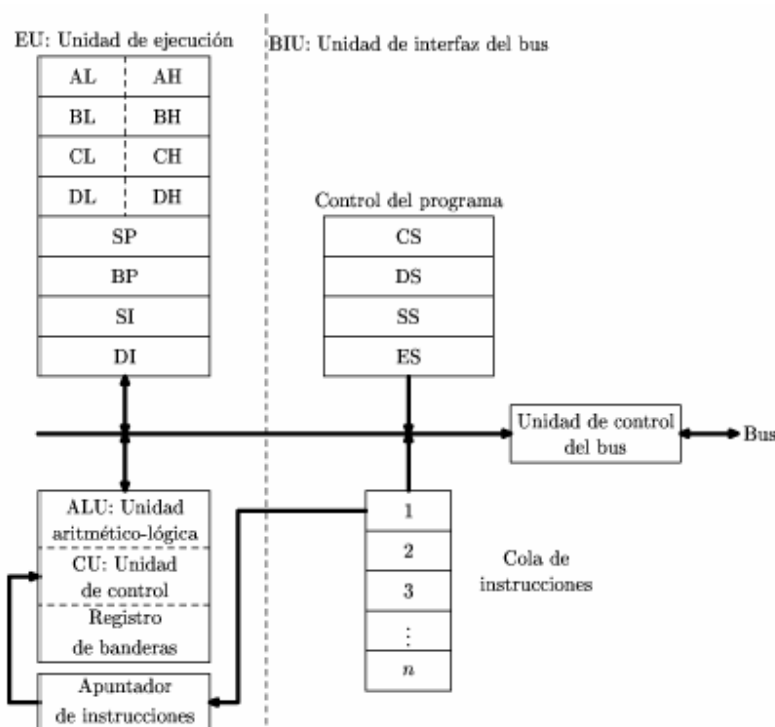 EU: Unidad de ejecución
BIU: Unidad de interfaz del bus
AL AH
BL BH
CL CH
DL DH
SP
BP
SI
DI
Control del programa
CS
DS
SS
ES
Unidad de control
del bus
Bus
ALU: Unidad
aritmético-lógica
CU: Unidad
de control
Registro
de banderas
Apuntador
de instrucciones
1
2
3
⋮
n
Cola de
instrucciones